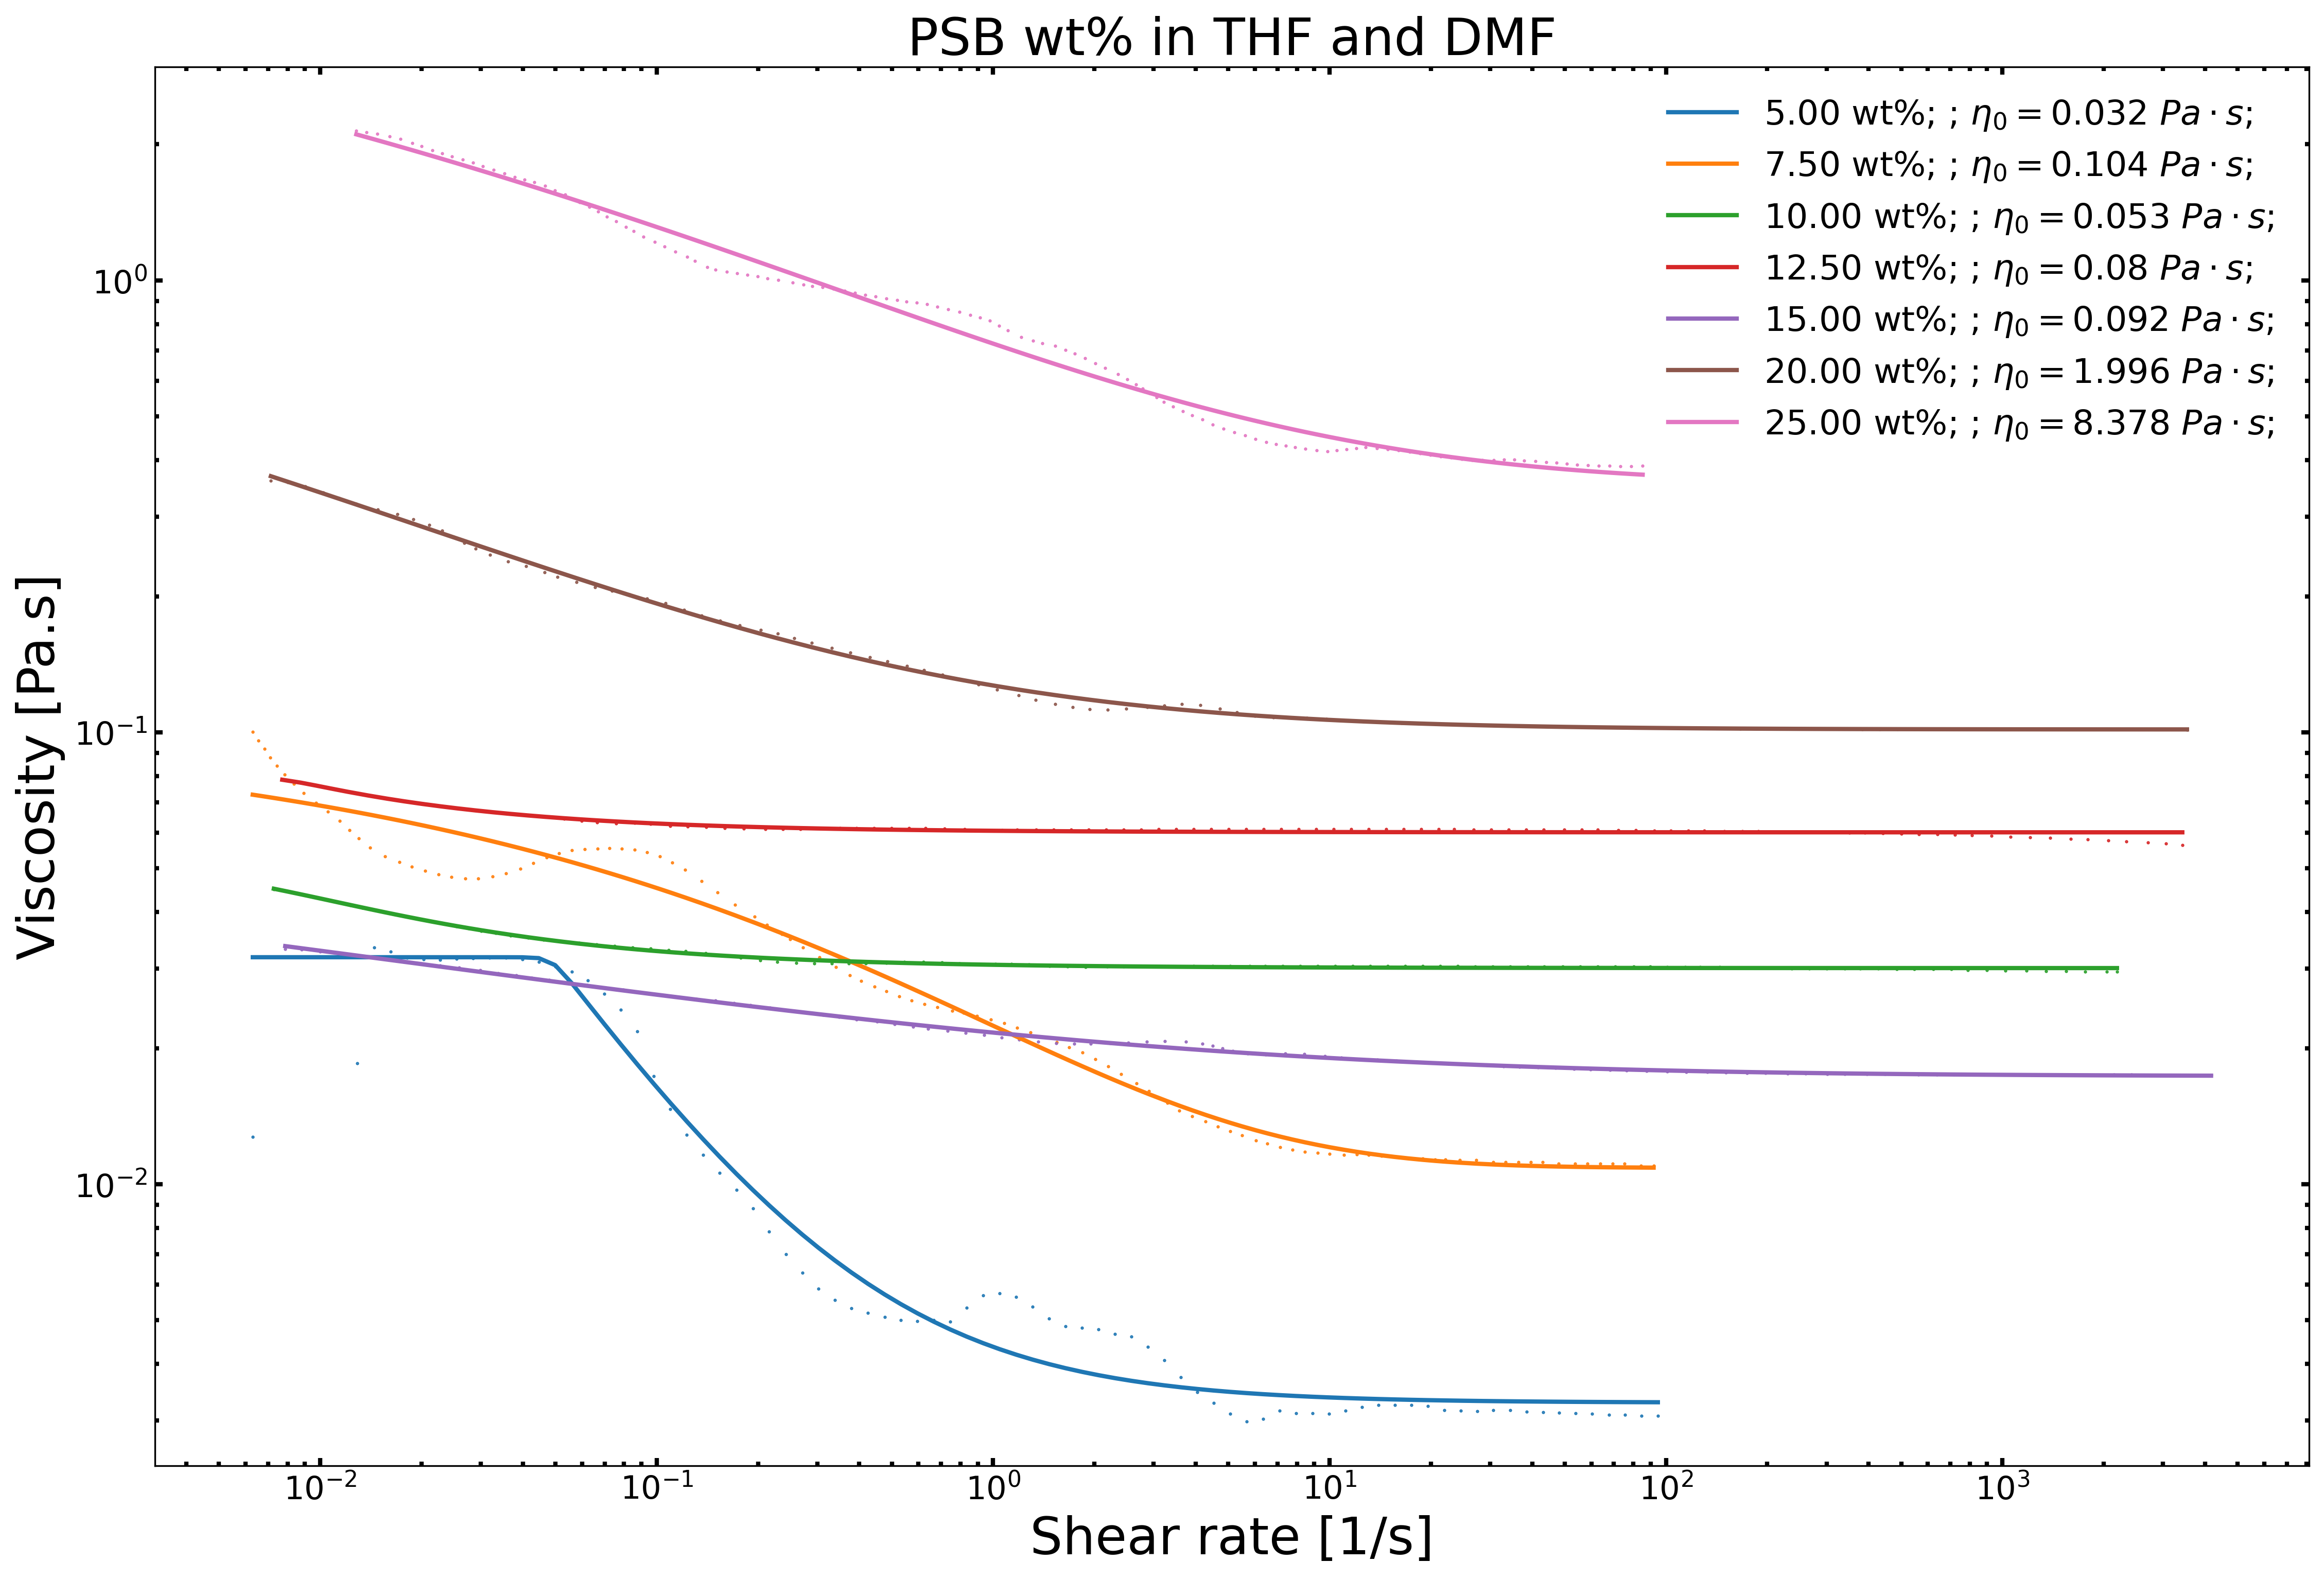 PSB wt% in THF and DMF
5.00 wt%; ; η₀ = 0.032 Pa · s;
7.50 wt%; ; η₀ = 0.104 Pa · s;
10.00 wt%; ; η₀ = 0.053 Pa · s;
12.50 wt%; ; η₀ = 0.08 Pa · s;
15.00 wt%; ; η₀ = 0.092 Pa · s;
20.00 wt%; ; η₀ = 1.996 Pa · s;
25.00 wt%; ; η₀ = 8.378 Pa · s;
Viscosity [Pa.s]
10⁰
10⁻¹
10⁻²
10⁻² 10⁻¹ 10⁰ 10¹ 10² 10³
Shear rate [1/s]